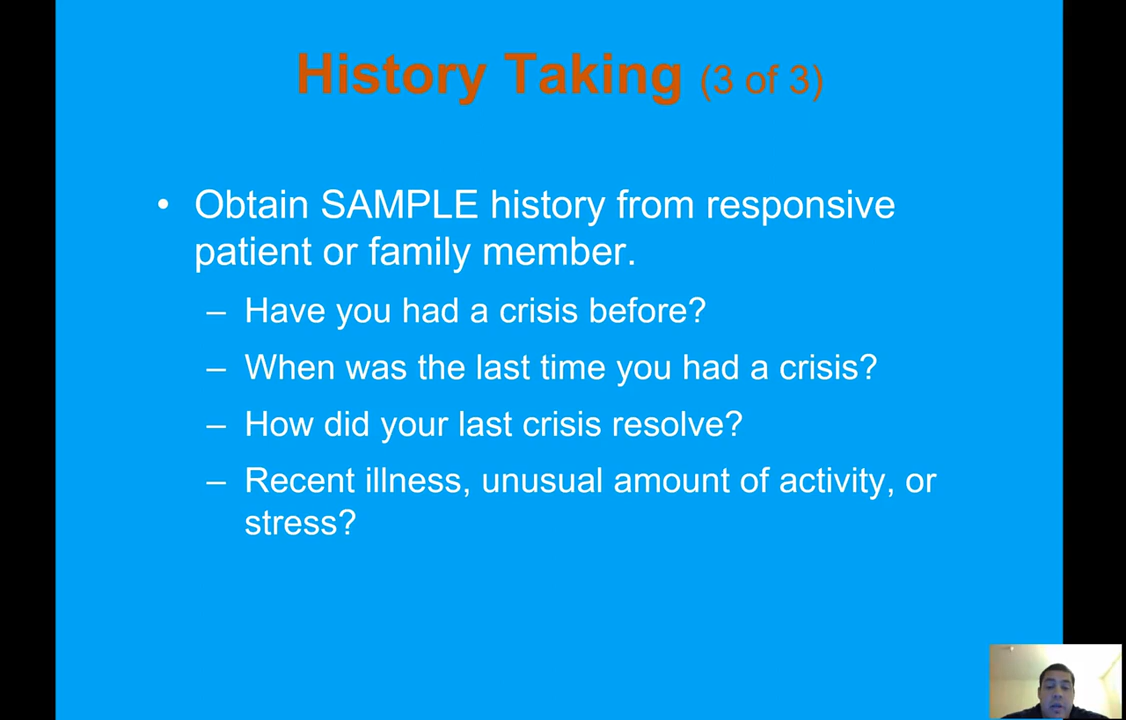 History Taking (3 of 3)
• Obtain SAMPLE history from responsive
patient or family member.
– Have you had a crisis before?
– When was the last time you had a crisis?
– How did your last crisis resolve?
– Recent illness, unusual amount of activity, or
stress?